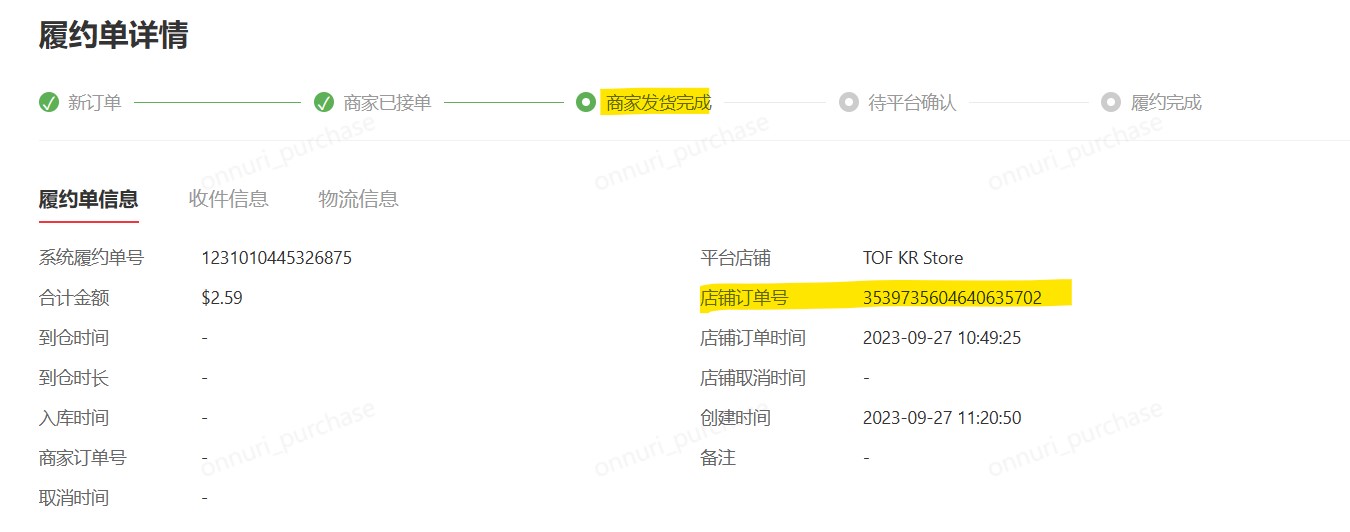 履约单详情
新订单 商家已接单 商家发货完成 待平台确认 履约完成
履约单信息 收件信息 物流信息
系统履约单号 1231010445326875 平台店铺 TOF KR Store
合计金额 $2.59 店铺订单号 3539735604640635702
到仓时间 - 店铺订单时间 2023-09-27 10:49:25
到仓时长 - 店铺取消时间 -
入库时间 - 创建时间 2023-09-27 11:20:50
商家订单号 - 备注 -
取消时间 -
onnuri_purchase onnuri_purchase onnuri_purchase
onnuri_purchase onnuri_purchase onnuri_purchase